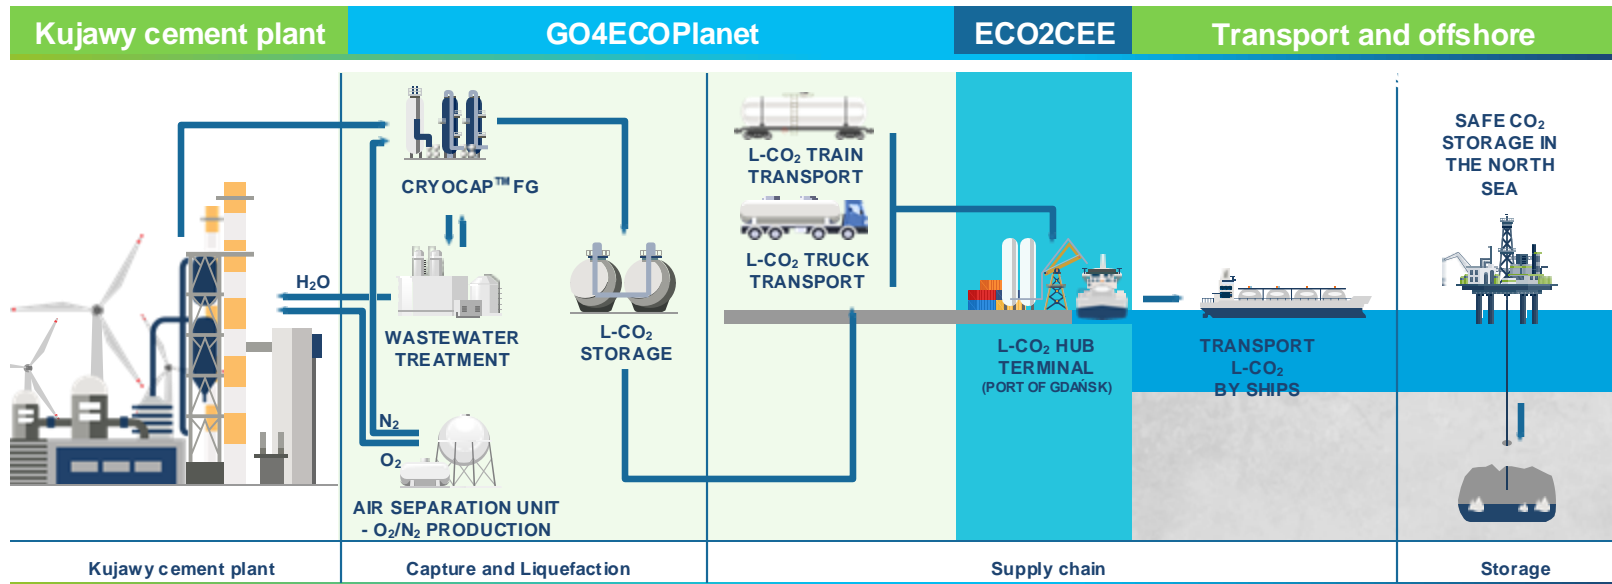 Kujawy cement plant
GO4ECOPlanet
ECO2CEE
Transport and offshore
CRYOCAP™ FG
H₂O
WASTEWATER
TREATMENT
N₂
O₂
AIR SEPARATION UNIT
- O₂/N₂ PRODUCTION
L-CO₂
STORAGE
L-CO₂ TRAIN
TRANSPORT
L-CO₂ TRUCK
TRANSPORT
L-CO₂ HUB
TERMINAL
(PORT OF GDAŃSK)
TRANSPORT
L-CO₂
BY SHIPS
SAFE CO₂
STORAGE IN
THE NORTH
SEA
Kujawy cement plant
Capture and Liquefaction
Supply chain
Storage